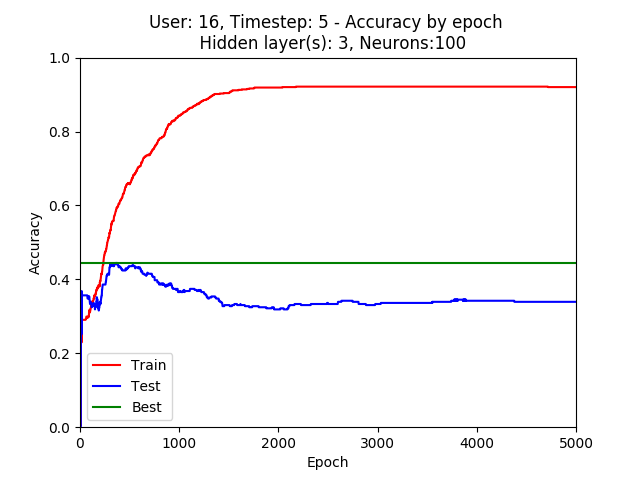 User: 16, Timestep: 5 - Accuracy by epoch
Hidden layer(s): 3, Neurons:100
1.0
0.8
0.6
0.4
0.2
0.0
Accuracy
Train
Test
Best
0 1000 2000 3000 4000 5000
Epoch